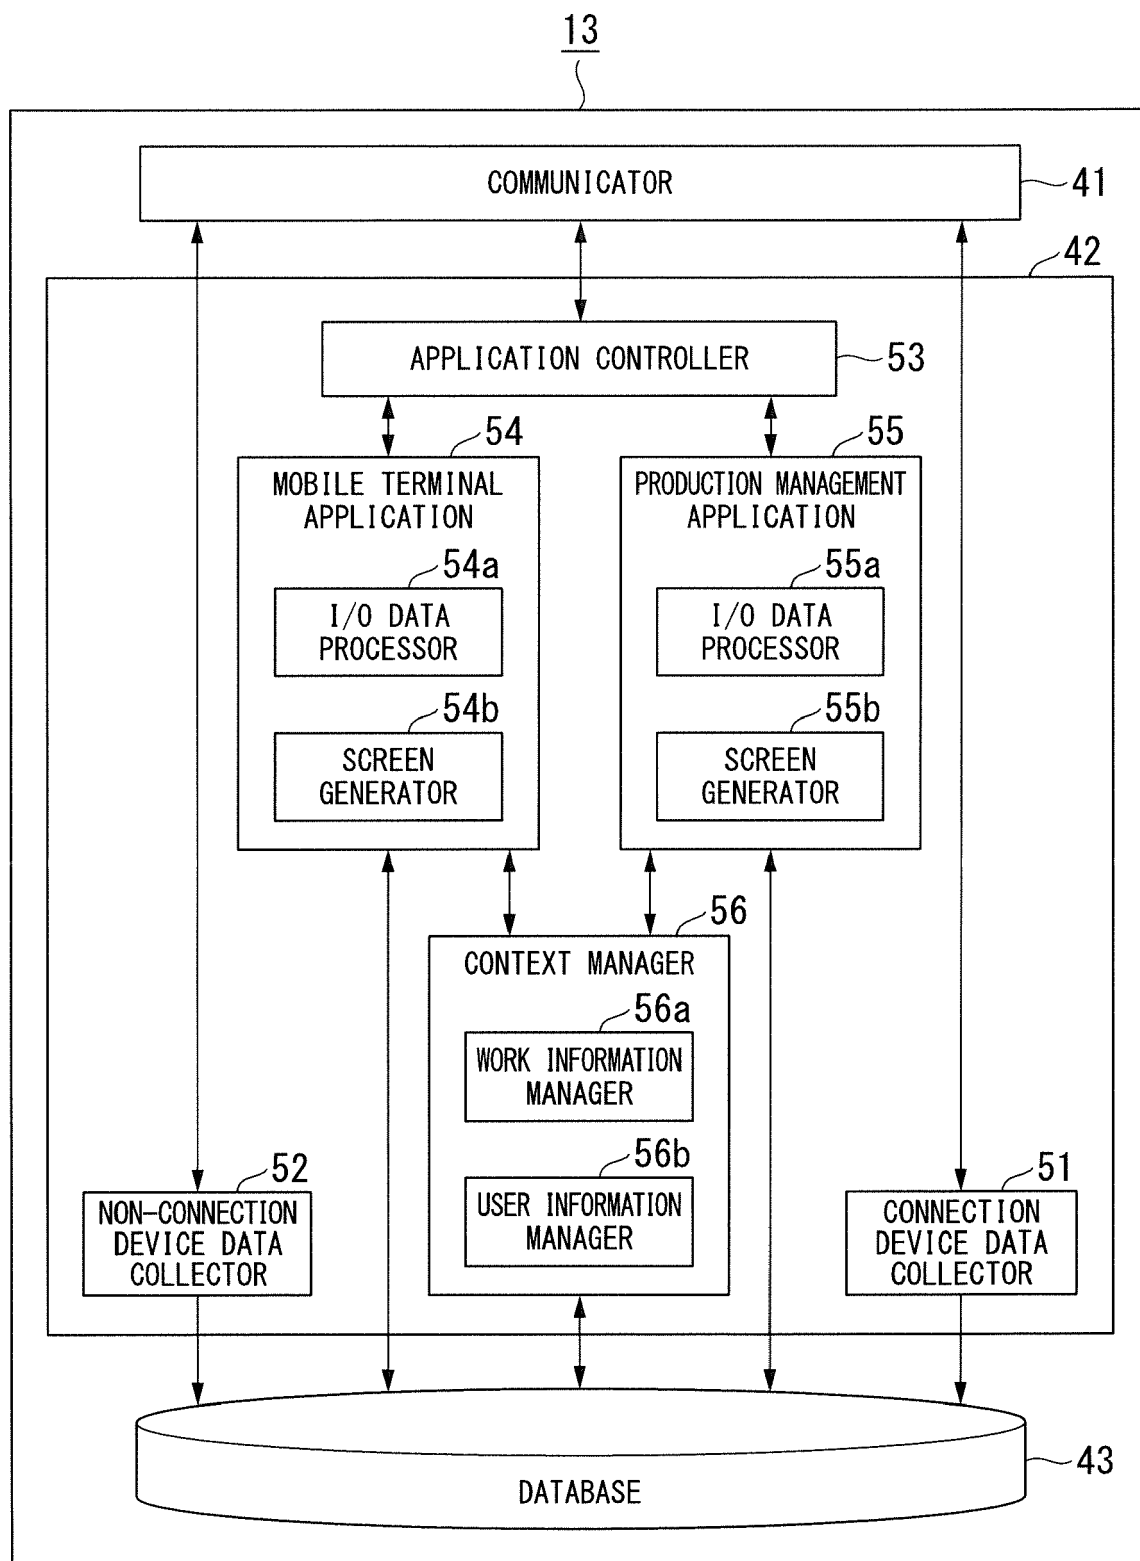 13
COMMUNICATOR
41
42
APPLICATION CONTROLLER
53
54
MOBILE TERMINAL
APPLICATION
54a
I/O DATA
PROCESSOR
54b
SCREEN
GENERATOR
55
PRODUCTION MANAGEMENT
APPLICATION
55a
I/O DATA
PROCESSOR
55b
SCREEN
GENERATOR
56
CONTEXT MANAGER
56a
WORK INFORMATION
MANAGER
56b
USER INFORMATION
MANAGER
52
NON-CONNECTION
DEVICE DATA
COLLECTOR
51
CONNECTION
DEVICE DATA
COLLECTOR
DATABASE
43